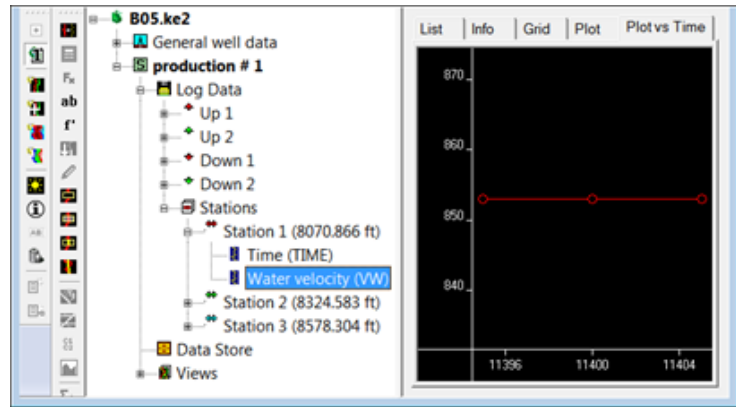 B05.ke2
General well data
production # 1
Log Data
Up 1
Up 2
Down 1
Down 2
Stations
Station 1 (8070.866 ft)
Time (TIME)
Water velocity (VW)
Station 2 (8324.583 ft)
Station 3 (8578.304 ft)
Data Store
Views
Fx
ab
f'
List Info Grid Plot Plot vs Time
870
860
850
840
11396 11400 11404